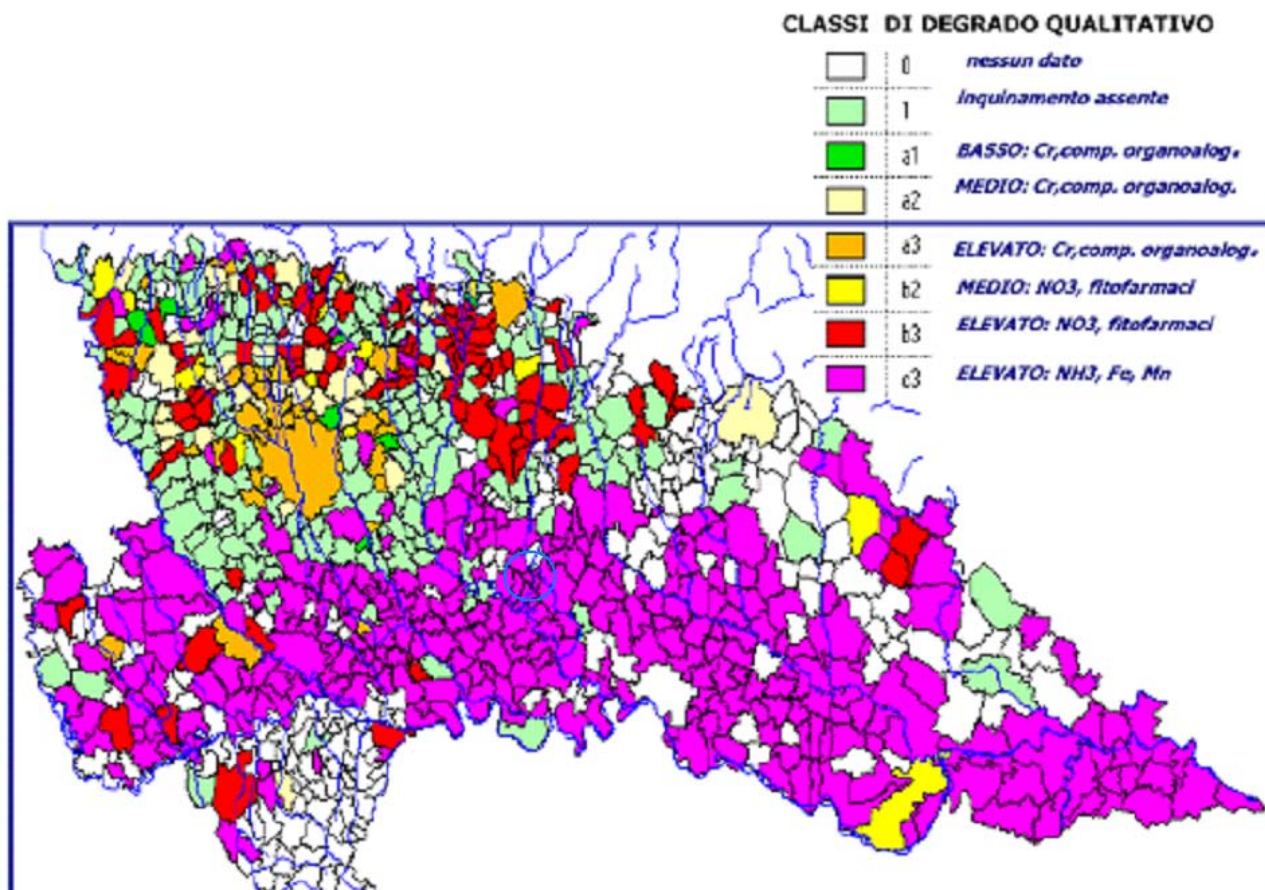 CLASSI DI DEGRADO QUALITATIVO
0 nessun dato
1 inquinamento assente
a1 BASSO: Cr,comp. organoalog.
a2 MEDIO: Cr,comp. organoalog.
a3 ELEVATO: Cr,comp. organoalog.
b2 MEDIO: NO3, fitofarmaci
b3 ELEVATO: NO3, fitofarmaci
c3 ELEVATO: NH3, Fe, Mn